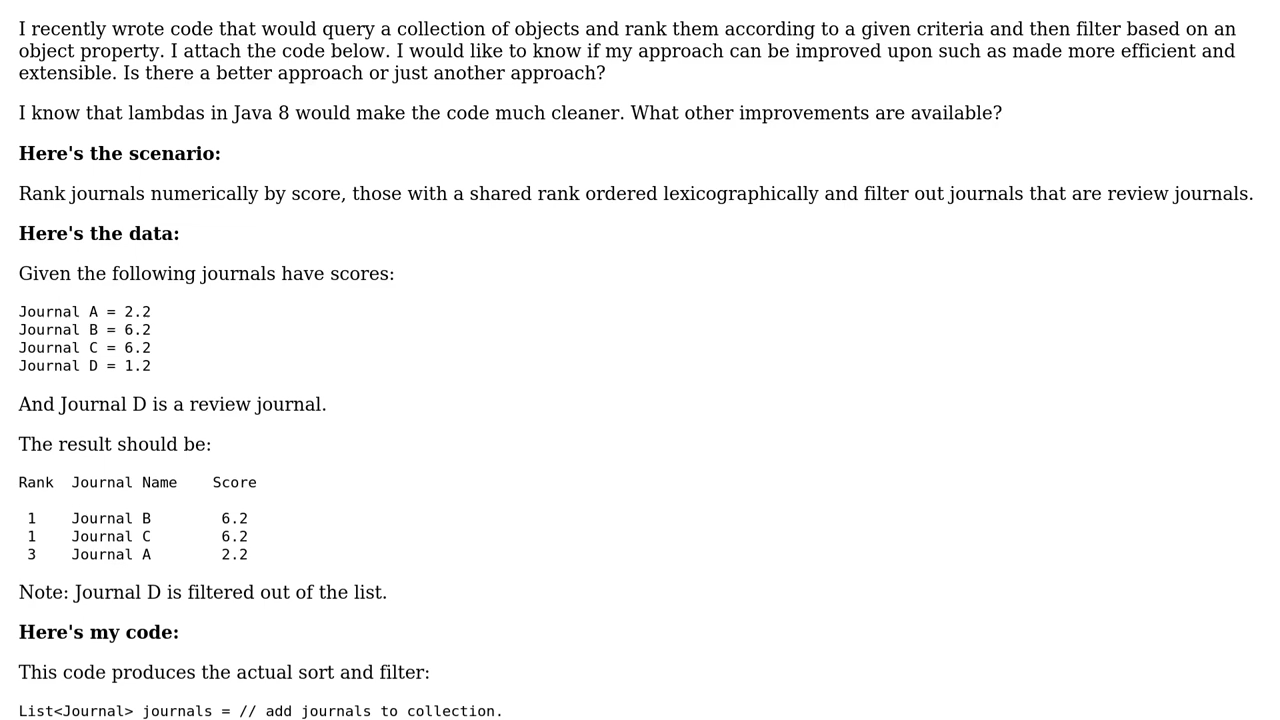 I recently wrote code that would query a collection of objects and rank them according to a given criteria and then filter based on an
object property. I attach the code below. I would like to know if my approach can be improved upon such as made more efficient and
extensible. Is there a better approach or just another approach?
I know that lambdas in Java 8 would make the code much cleaner. What other improvements are available?
Here's the scenario:
Rank journals numerically by score, those with a shared rank ordered lexicographically and filter out journals that are review journals.
Here's the data:
Given the following journals have scores:
Journal A = 2.2
Journal B = 6.2
Journal C = 6.2
Journal D = 1.2
And Journal D is a review journal.
The result should be:
Rank  Journal Name    Score
1    Journal B        6.2
1    Journal C        6.2
3    Journal A        2.2
Note: Journal D is filtered out of the list.
Here's my code:
This code produces the actual sort and filter:
List<Journal> journals = // add journals to collection.